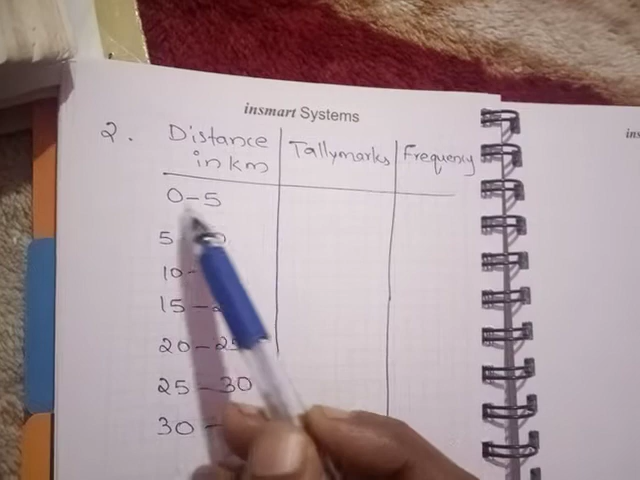 insmart Systems
ins
2. Distance in km Tallymarks Frequency
0-5
5
10-
15-2
20-25
25-30
30-